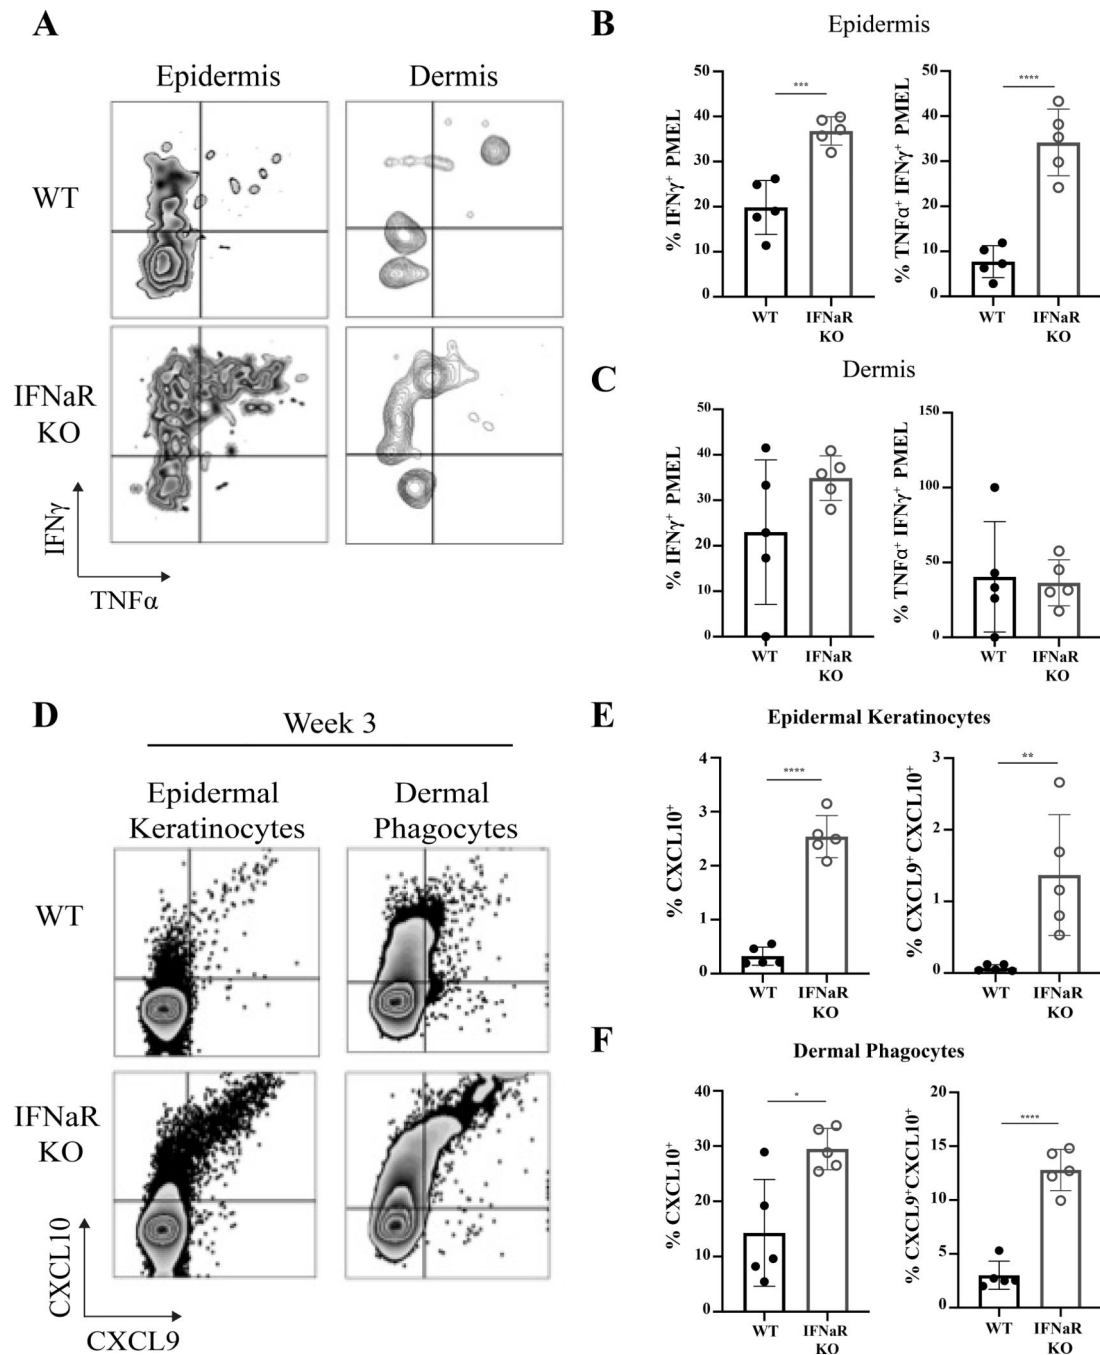 A
Epidermis
Dermis
WT
IFNaR
KO
IFNγ
TNFα
B
Epidermis
% IFNγ⁺ PMEL
50
40
30
20
10
0
***
WT
IFNaR
KO
% TNFα⁺ IFNγ⁺ PMEL
50
40
30
20
10
0
****
WT
IFNaR
KO
C
Dermis
% IFNγ⁺ PMEL
50
40
30
20
10
0
WT
IFNaR
KO
% TNFα⁺ IFNγ⁺ PMEL
150
100
50
0
WT
IFNaR
KO
D
Week 3
Epidermal
Keratinocytes
Dermal
Phagocytes
WT
IFNaR
KO
CXCL10
CXCL9
E
Epidermal Keratinocytes
% CXCL10⁺
4
3
2
1
0
****
WT
IFNaR
KO
% CXCL9⁺ CXCL10⁺
3
2
1
0
**
WT
IFNaR
KO
F
Dermal Phagocytes
% CXCL10⁺
40
30
20
10
0
*
WT
IFNaR
KO
% CXCL9⁺CXCL10⁺
20
15
10
5
0
****
WT
IFNaR
KO